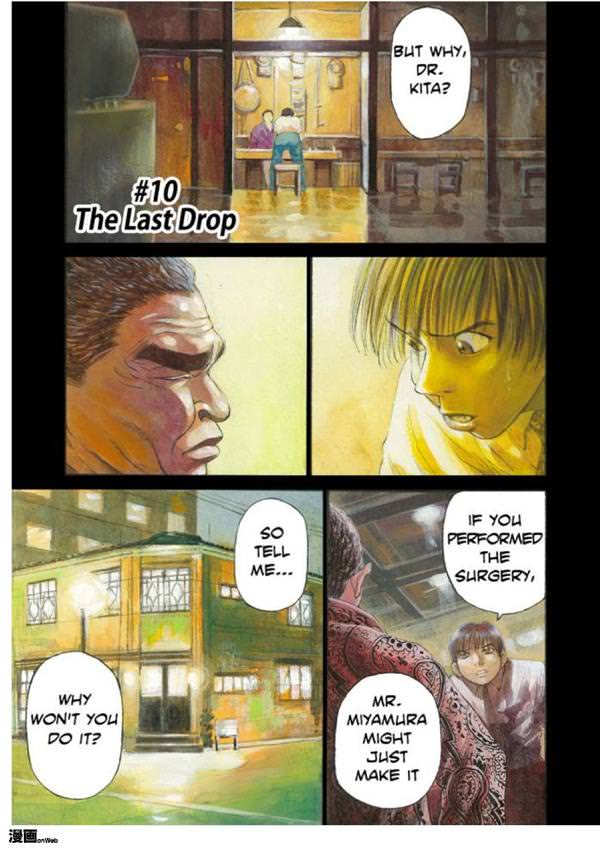 BUT WHY,
DR.
KITA?
#10
The Last Drop
IF YOU
PERFORMED
THE
SURGERY,
MR.
MIYAMURA
MIGHT
JUST
MAKE IT
SO
TELL
ME...
WHY
WON'T YOU
DO IT?
漫画onWeb